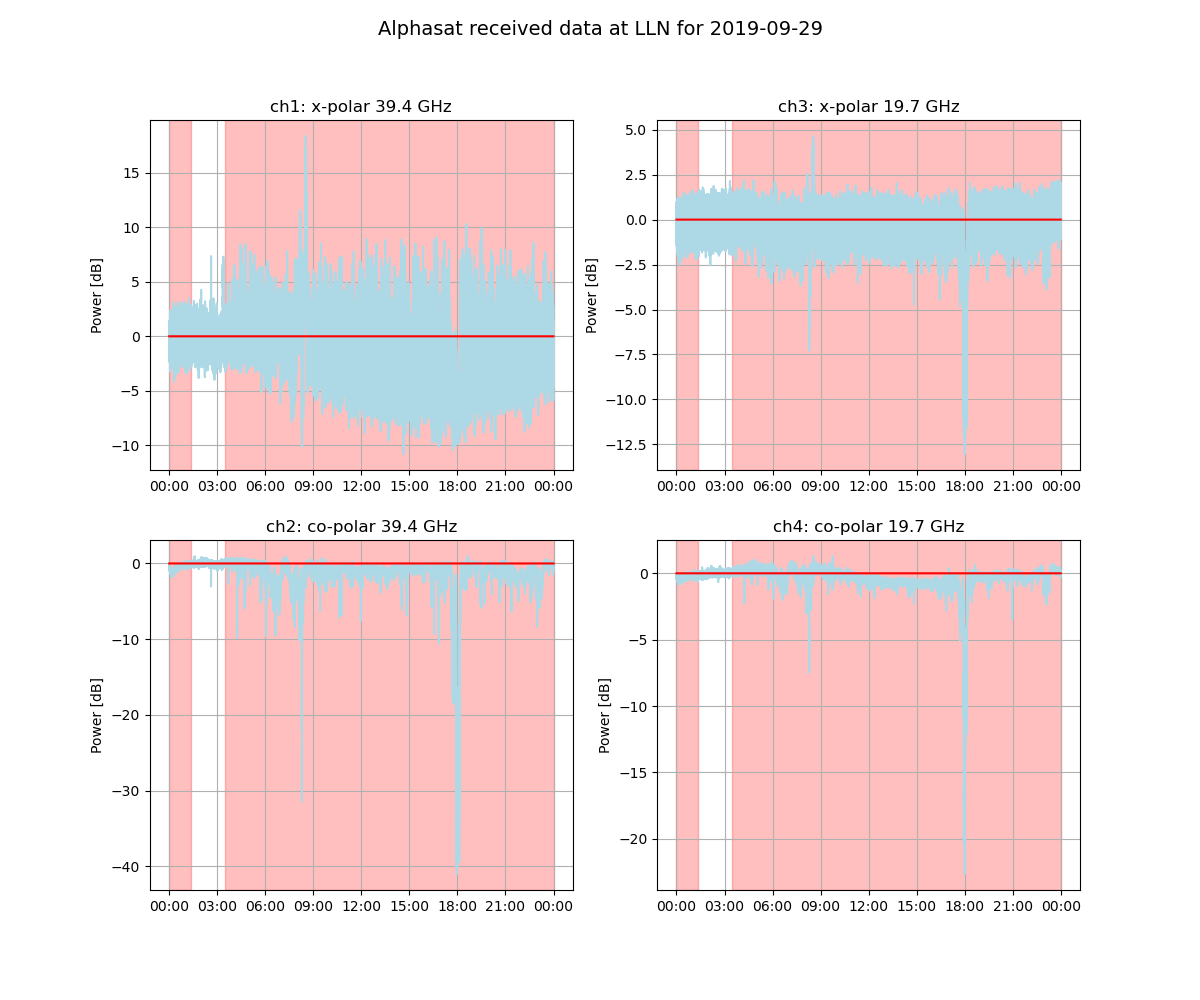 Alphasat received data at LLN for 2019-09-29
ch1: x-polar 39.4 GHz
Power [dB]
15
10
5
0
−5
−10
00:00 03:00 06:00 09:00 12:00 15:00 18:00 21:00 00:00
ch3: x-polar 19.7 GHz
Power [dB]
5.0
2.5
0.0
−2.5
−5.0
−7.5
−10.0
−12.5
00:00 03:00 06:00 09:00 12:00 15:00 18:00 21:00 00:00
ch2: co-polar 39.4 GHz
Power [dB]
0
−10
−20
−30
−40
00:00 03:00 06:00 09:00 12:00 15:00 18:00 21:00 00:00
ch4: co-polar 19.7 GHz
Power [dB]
0
−5
−10
−15
−20
00:00 03:00 06:00 09:00 12:00 15:00 18:00 21:00 00:00